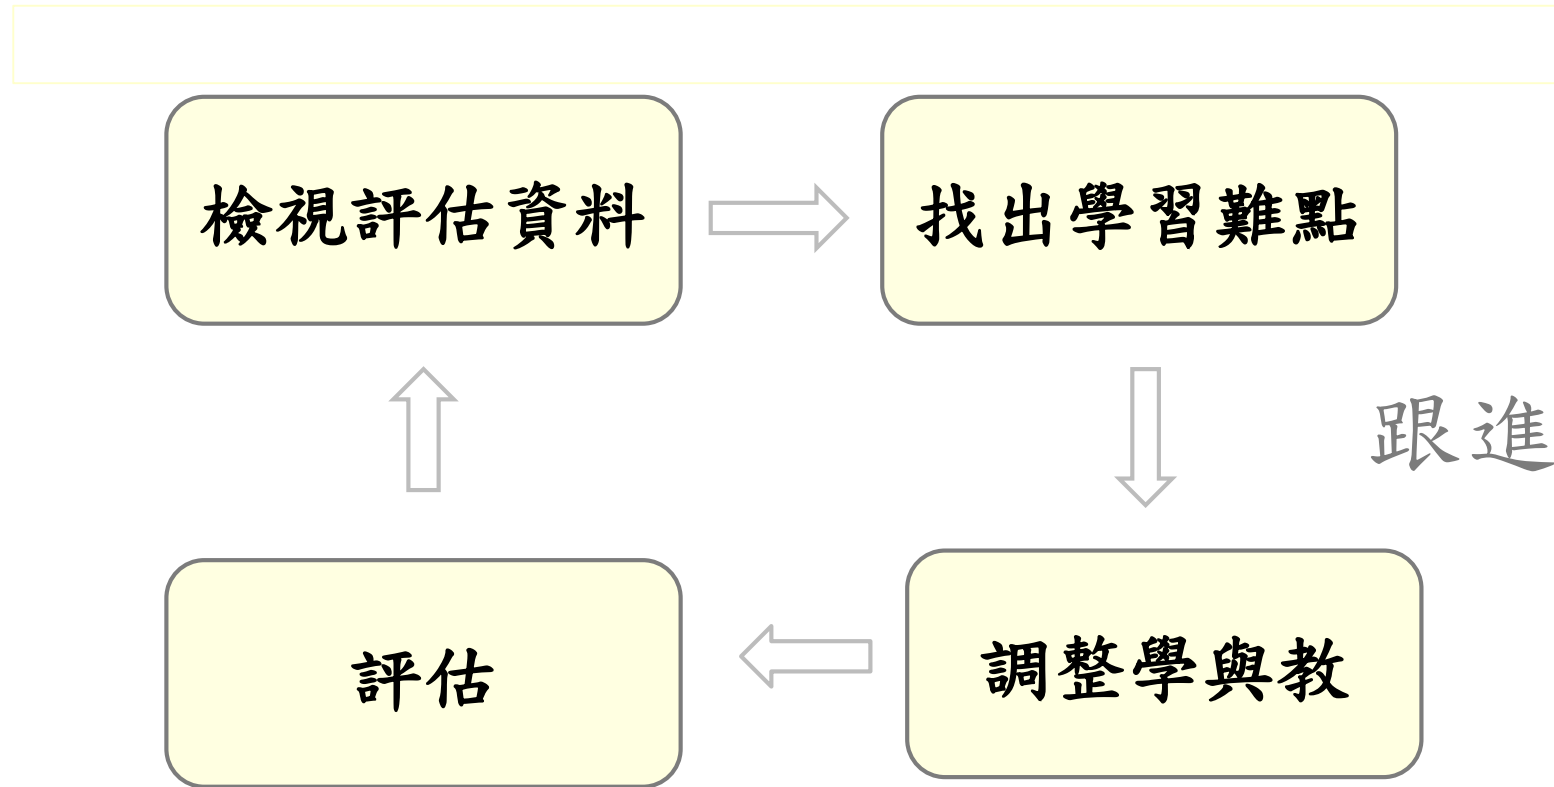 檢視評估資料
找出學習難點
跟進
評估
調整學與教